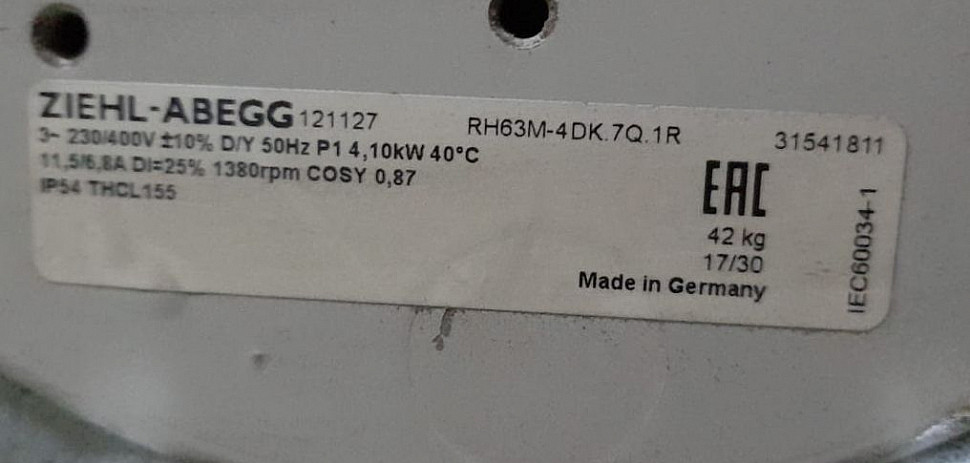 ZIEHL-ABEGG 121127 RH63M-4DK.7Q.1R 31541811
3~ 230/400V ±10% D/Y 50Hz P1 4,10kW 40°C
11,5/6,8A DI=25% 1380rpm COSY 0,87
IP54 THCL155
EAC
42 kg
17/30
Made in Germany
IEC60034-1